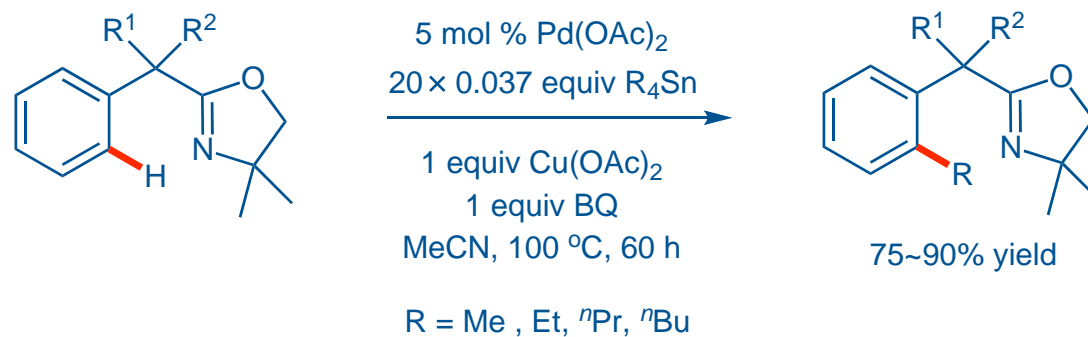 R¹ R²
O
N
H
5 mol % Pd(OAc)₂
20 × 0.037 equiv R₄Sn
1 equiv Cu(OAc)₂
1 equiv BQ
MeCN, 100 ºC, 60 h
R = Me , Et, ⁿPr, ⁿBu
R¹ R²
O
N
R
75~90% yield